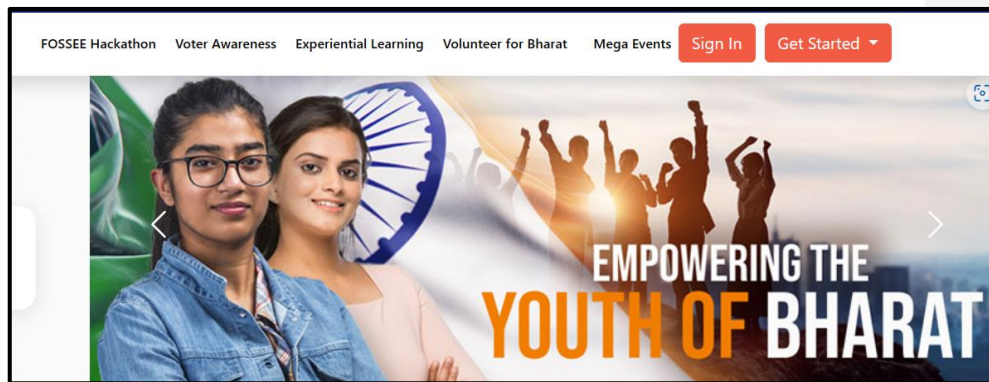 FOSSEE Hackathon Voter Awareness Experiential Learning Volunteer for Bharat Mega Events Sign In Get Started
EMPOWERING THE
YOUTH OF BHARAT